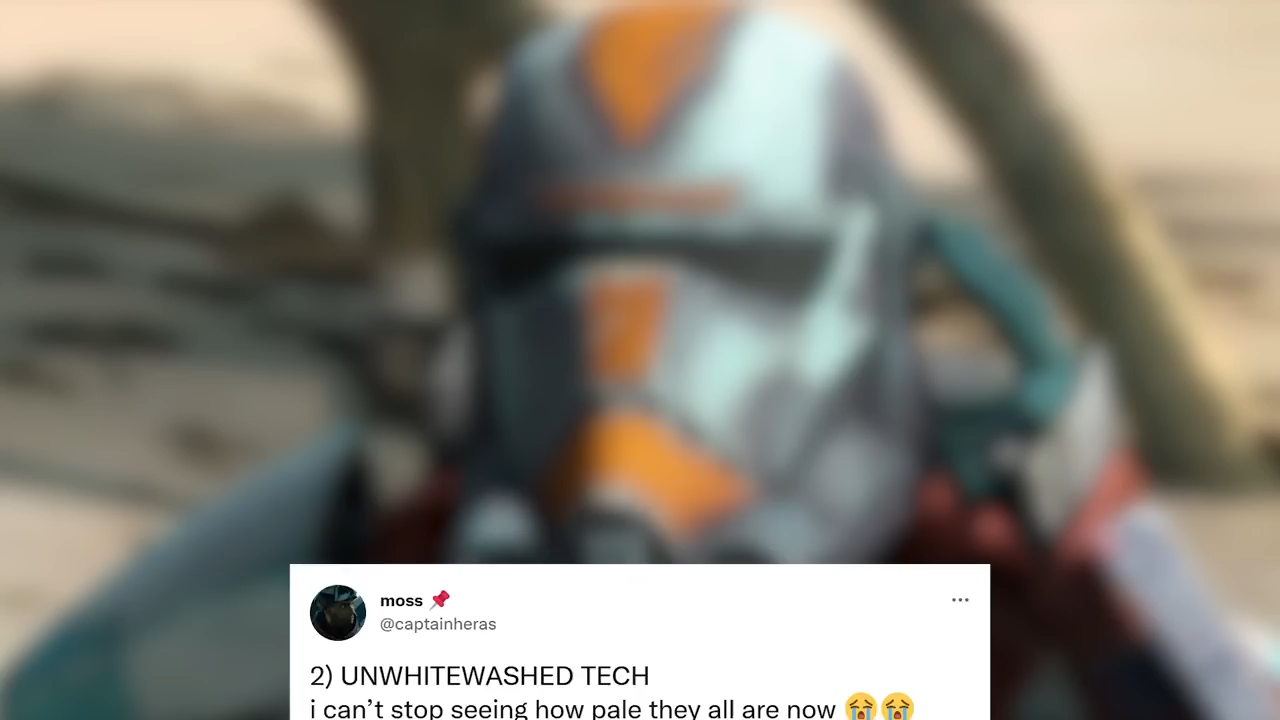 moss 📌
@captainheras
2) UNWHITEWASHED TECH
i can’t stop seeing how pale they all are now 😭😭